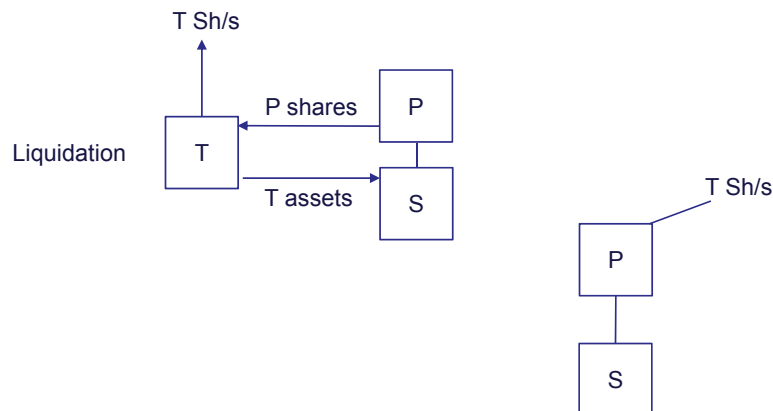 T Sh/s
P shares
P
Liquidation
T
T assets
S
T Sh/s
P
S